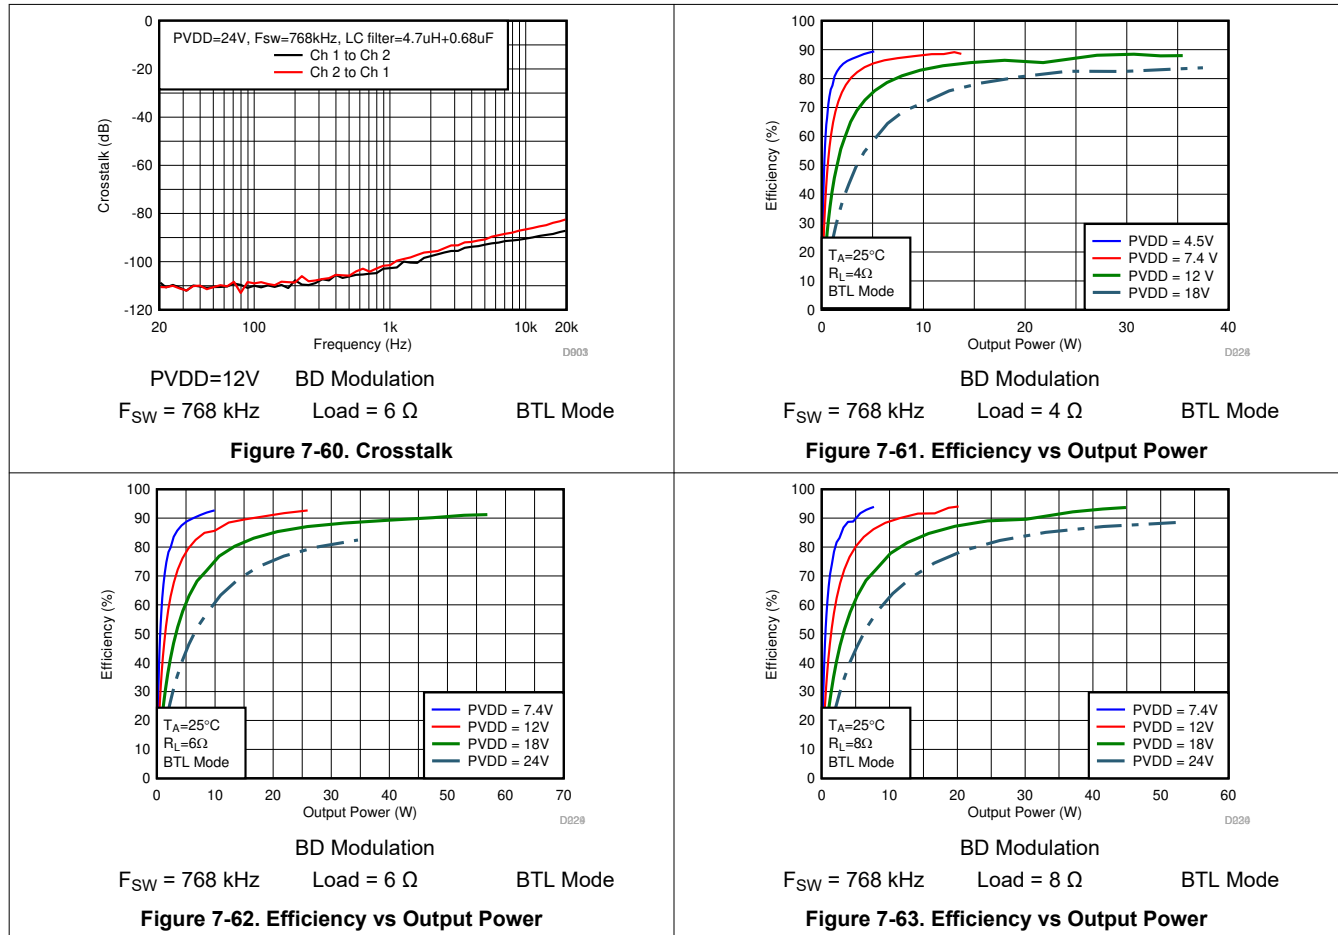 0
-20
-40
-60
-80
-100
-120
Crosstalk (dB)
PVDD=24V, Fsw=768kHz, LC filter=4.7uH+0.68uF
Ch 1 to Ch 2
Ch 2 to Ch 1
20 100 1k 10k 20k
Frequency (Hz)
PVDD=12V BD Modulation
FSW = 768 kHz Load = 6 Ω BTL Mode
Figure 7-60. Crosstalk
100
90
80
70
60
50
40
30
20
10
0
Efficiency (%)
TA=25°C
RL=4Ω
BTL Mode
PVDD = 4.5V
PVDD = 7.4 V
PVDD = 12 V
PVDD = 18V
0 10 20 30 40
Output Power (W)
BD Modulation
FSW = 768 kHz Load = 4 Ω BTL Mode
Figure 7-61. Efficiency vs Output Power
100
90
80
70
60
50
40
30
20
10
0
Efficiency (%)
TA=25°C
RL=6Ω
BTL Mode
PVDD = 7.4V
PVDD = 12V
PVDD = 18V
PVDD = 24V
0 10 20 30 40 50 60 70
Output Power (W)
BD Modulation
FSW = 768 kHz Load = 6 Ω BTL Mode
Figure 7-62. Efficiency vs Output Power
100
90
80
70
60
50
40
30
20
10
0
Efficiency (%)
TA=25°C
RL=8Ω
BTL Mode
PVDD = 7.4V
PVDD = 12V
PVDD = 18V
PVDD = 24V
0 10 20 30 40 50 60
Output Power (W)
BD Modulation
FSW = 768 kHz Load = 8 Ω BTL Mode
Figure 7-63. Efficiency vs Output Power